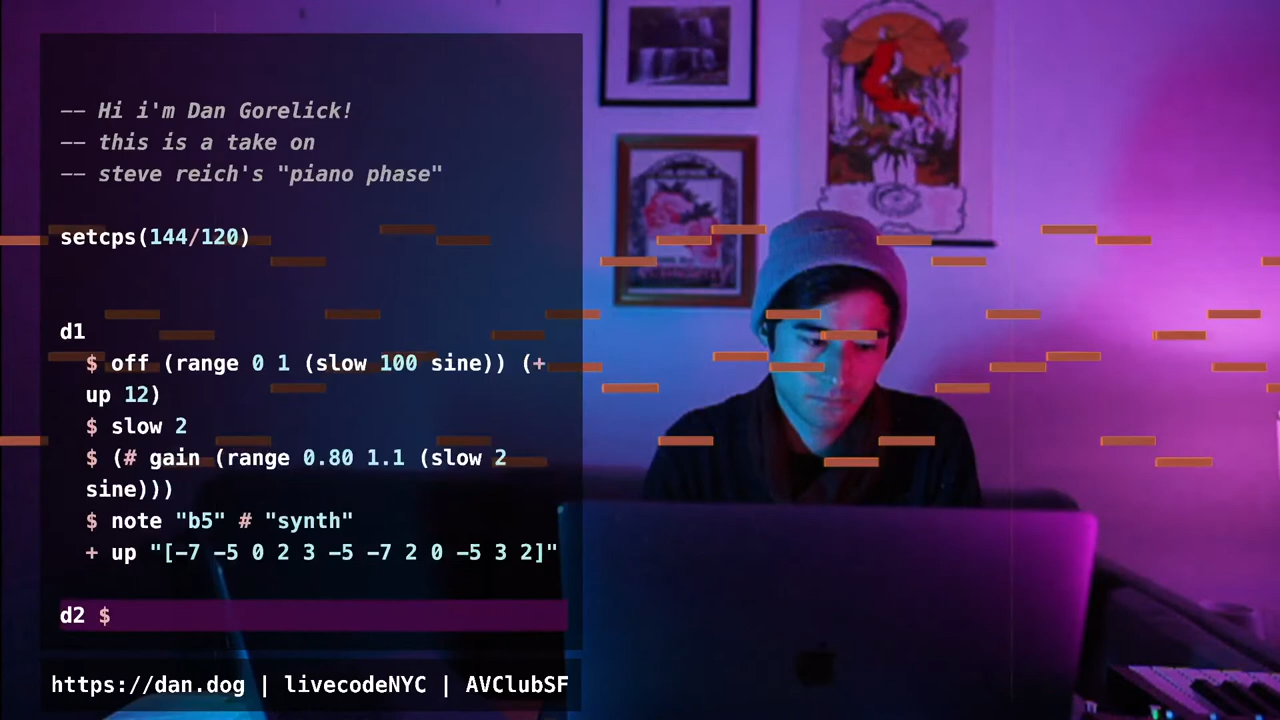 -- Hi i'm Dan Gorelick!
-- this is a take on
-- steve reich's "piano phase"
setcps(144/120)
d1
$ off (range 0 1 (slow 100 sine)) (+
up 12)
$ slow 2
$ (# gain (range 0.80 1.1 (slow 2
sine)))
$ note "b5" # "synth"
+ up "[-7 -5 0 2 3 -5 -7 2 0 -5 3 2]"
d2 $
https://dan.dog | livecodeNYC | AVClubSF